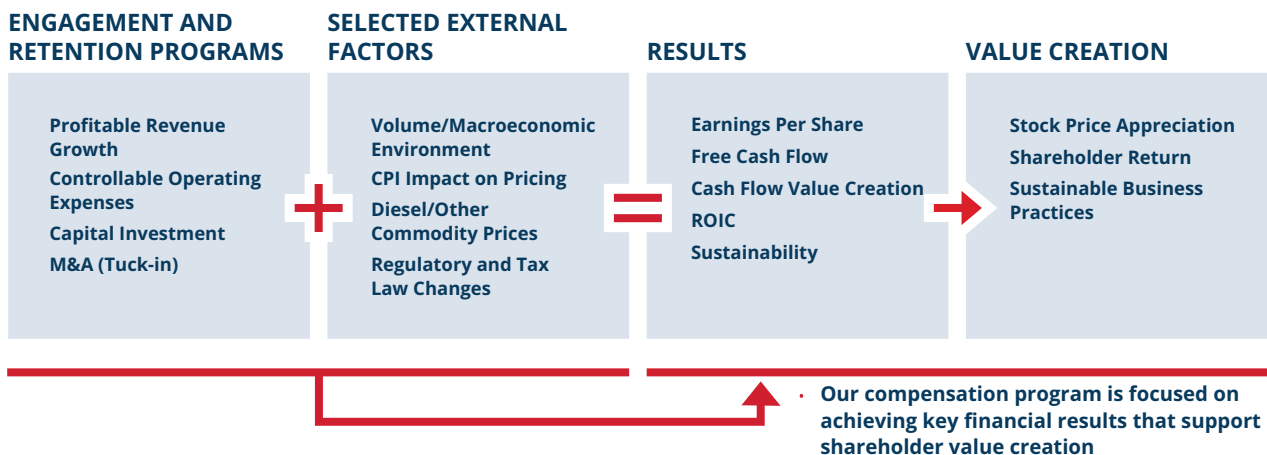 ENGAGEMENT AND
RETENTION PROGRAMS
Profitable Revenue
Growth
Controllable Operating
Expenses
Capital Investment
M&A (Tuck-in)
SELECTED EXTERNAL
FACTORS
Volume/Macroeconomic
Environment
CPI Impact on Pricing
Diesel/Other
Commodity Prices
Regulatory and Tax
Law Changes
RESULTS
Earnings Per Share
Free Cash Flow
Cash Flow Value Creation
ROIC
Sustainability
VALUE CREATION
Stock Price Appreciation
Shareholder Return
Sustainable Business
Practices
· Our compensation program is focused on
achieving key financial results that support
shareholder value creation